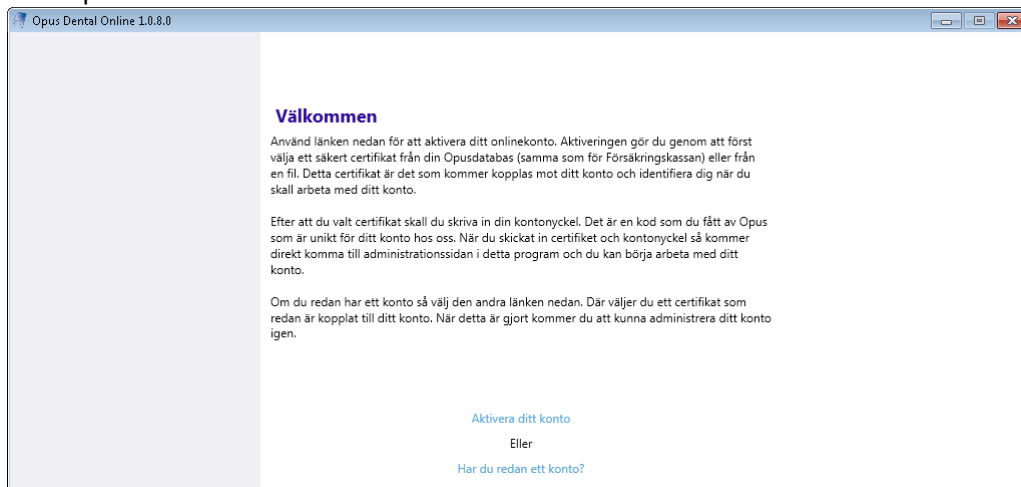 Opus Dental Online 1.0.8.0
Välkommen
Använd länken nedan för att aktivera ditt onlinekonto. Aktiveringen gör du genom att först
välja ett säkert certifikat från din Opusdatabas (samma som för Försäkringskassan) eller från
en fil. Detta certifikat är det som kommer kopplas mot ditt konto och identifiera dig när du
skall arbeta med ditt konto.
Efter att du valt certifikat skall du skriva in din kontonyckel. Det är en kod som du fått av Opus
som är unikt för ditt konto hos oss. När du skickat in certifiket och kontonyckel så kommer
direkt komma till administrationssidan i detta program och du kan börja arbeta med ditt
konto.
Om du redan har ett konto så välj den andra länken nedan. Där väljer du ett certifikat som
redan är kopplat till ditt konto. När detta är gjort kommer du att kunna administrera ditt konto
igen.
Aktivera ditt konto
Eller
Har du redan ett konto?